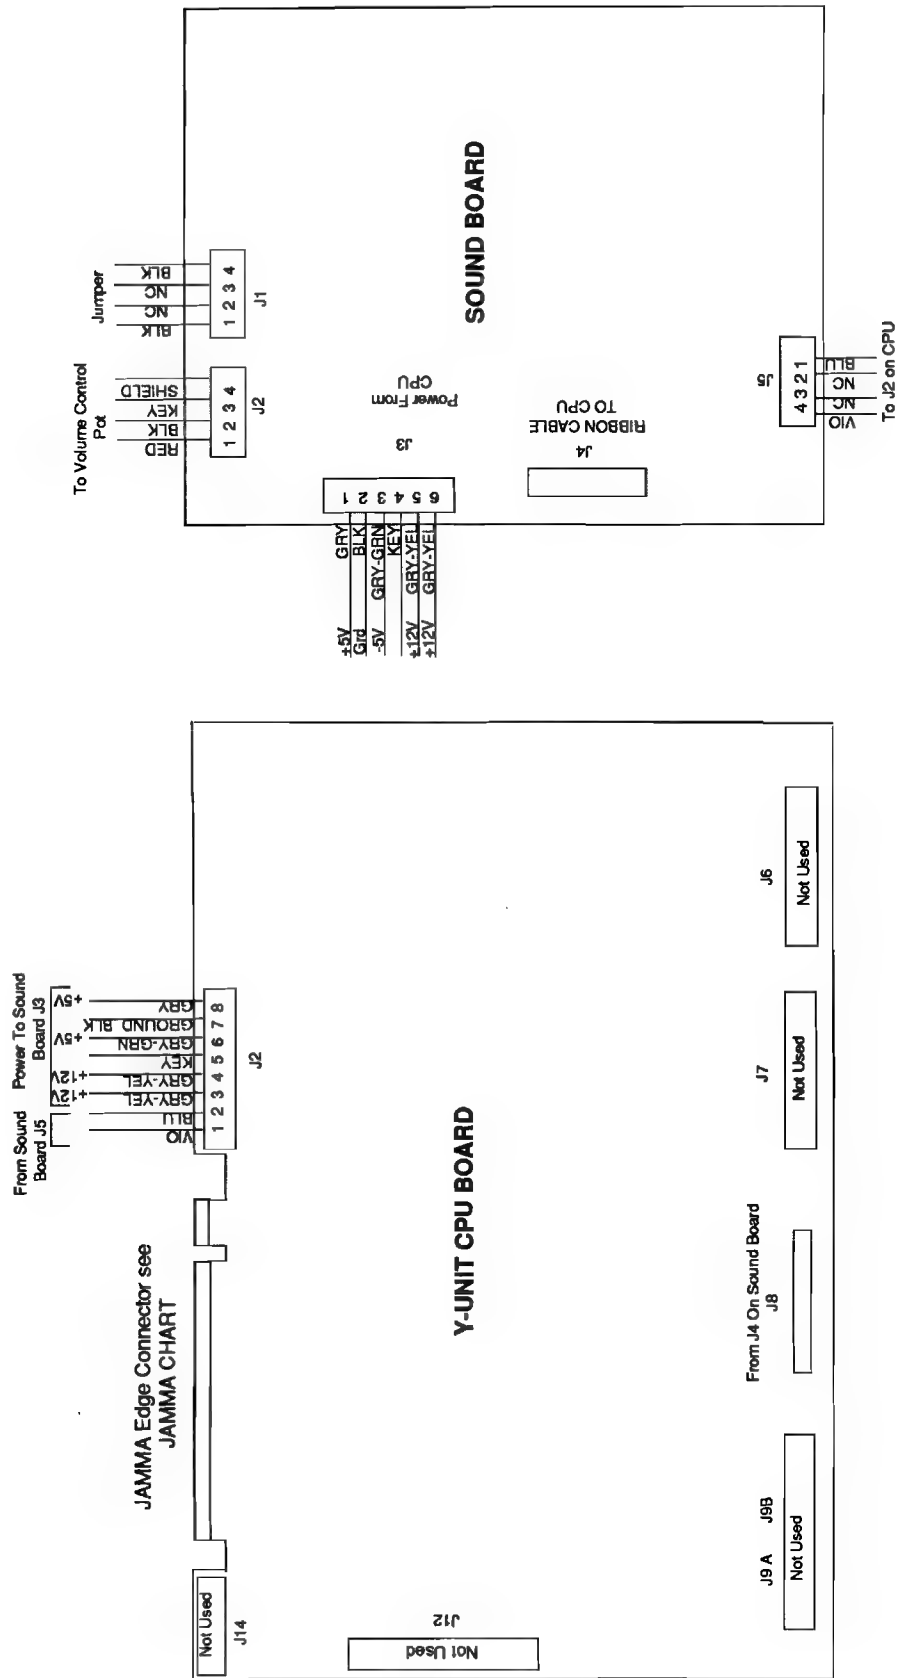 Jumper
BLK
NC
NC
BLK
1 2 3 4
J1
To Volume Control
Pot
SHIELD
KEY
BLK
RED
1 2 3 4
J2
SOUND BOARD
Power From
CPU
J3
1 2 3 4 5 6
+5V GRY
Grd BLK
-5V GRY-GRN
KEY
+12V GRY-YEL
+12V GRY-YEL
RIBBON CABLE
TO CPU
J4
J5
4 3 2 1
BLU
NC
NC
VIO
To J2 on CPU
From Sound
Board J5
Power To Sound
Board J3
+5V GRY
GROUND BLK
+5V GRY-GRN
KEY
+12V GRY-YEL
+12V GRY-YEL
BLU
VIO
1 2 3 4 5 6 7 8
J2
JAMMA Edge Connector see
JAMMA CHART
Y-UNIT CPU BOARD
Not Used
J14
J12
Not Used
J9 A J9B
Not Used
From J4 On Sound Board
J8
J7
Not Used
J6
Not Used